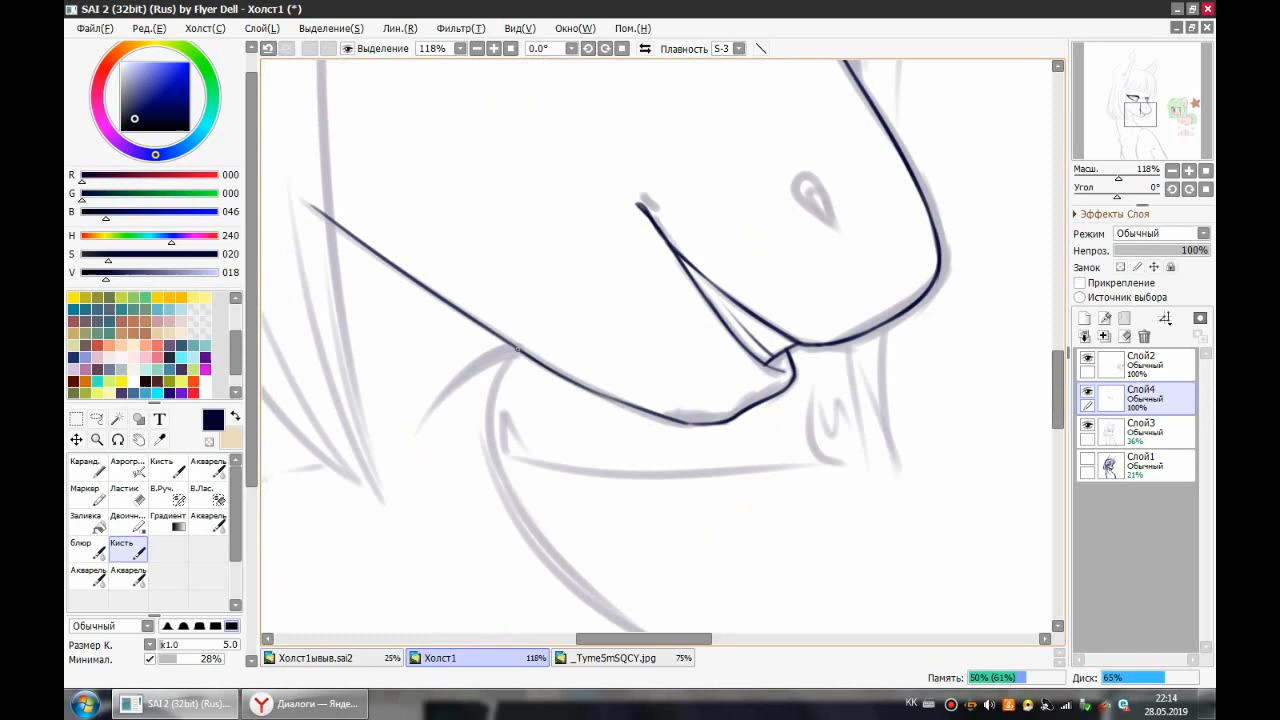 SAI 2 (32bit) (Rus) by Flyer Dell - Холст1 (*)
Файл(F) Ред.(E) Холст(C) Слой(L) Выделение(S) Лин.(R) Фильтр(T) Вид(V) Окно(W) Пом.(H)
Выделение 118% 0.0° Плавность S-3
R 000
G 000
B 046
H 240
S 020
V 018
T
Каранд. Аэрогр... Кисть Акварель
Маркер Ластик В.Руч. В.Лас.
Заливка Двоичн... Градиент Акварель
блюр Кисть
Акварель Акварель
Обычный
Размер К. x1.0 5.0
Минимал. 28%
Масш. 118%
Угол 0°
Эффекты Слоя
Режим Обычный
Непроз. 100%
Замок
Прикрепление
Источник выбора
Слой2
Обычный
100%
Слой4
Обычный
100%
Слой3
Обычный
36%
Слой1
Обычный
21%
Холст1ывыв.sai2 25% Холст1 118% _Tyme5mSQCY.jpg 75%
Память: 50% (61%) Диск: 65%
SAI 2 (32bit) (Rus)... Диалоги — Янде...
KK
22:14
28.05.2019